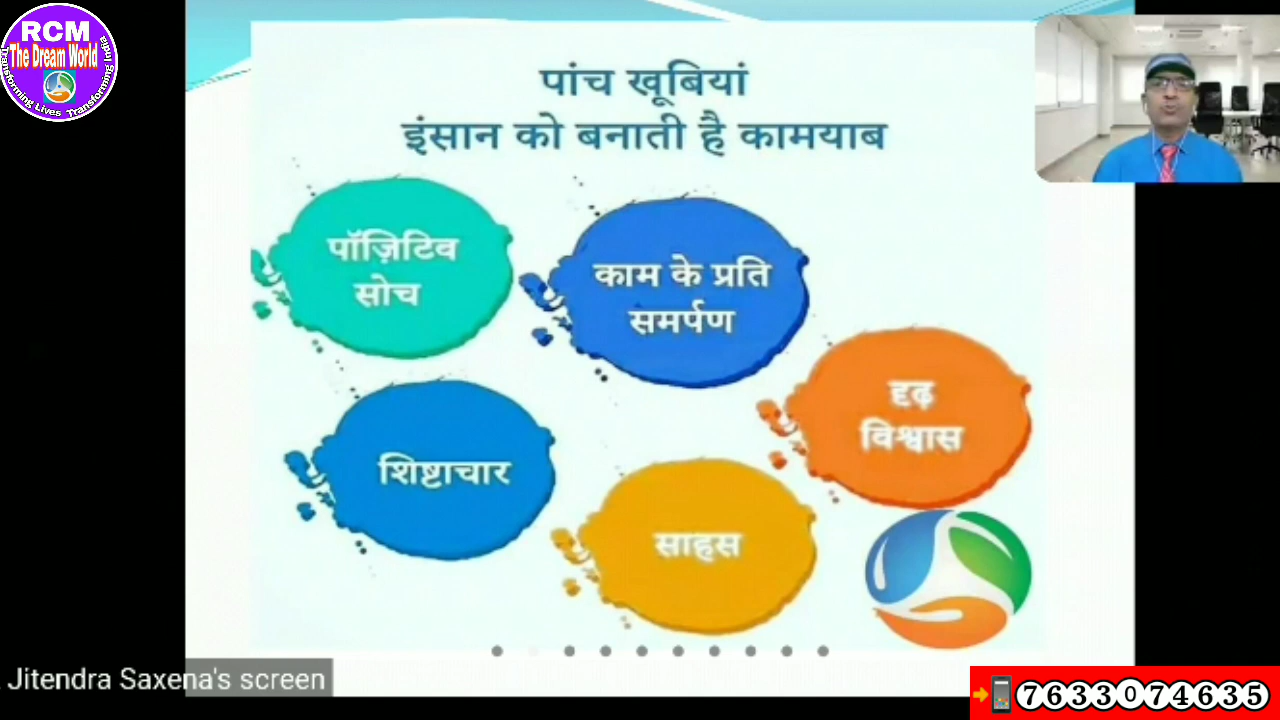 RCM
The Dream World
Transforming Lives Transforming India
पांच खूबियां
इंसान को बनाती है कामयाब
पॉज़िटिव
सोच
काम के प्रति
समर्पण
दृढ़
विश्वास
शिष्टाचार
साहस
Jitendra Saxena's screen
7633074635